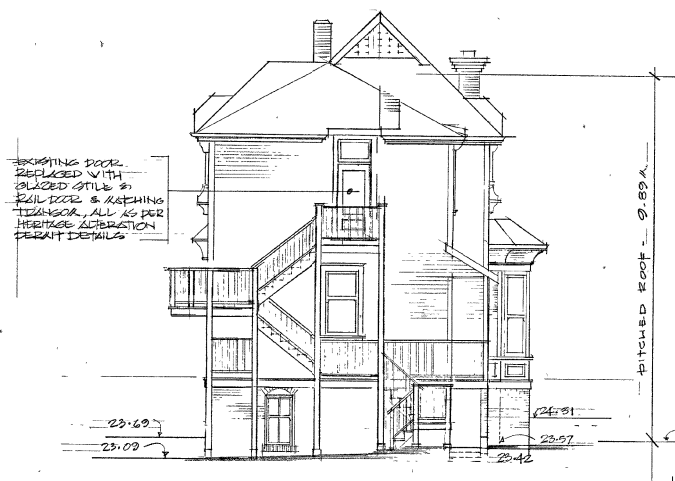 EXISTING DOOR
REPLACED WITH
GLAZED STILE &
RAIL DOOR & MATCHING
TRANSOM, ALL AS PER
HERITAGE ALTERATION
PERMIT DETAILS
PITCHED ROOF - 9.89 M.
23.69
23.09
24.31
23.57
23.42